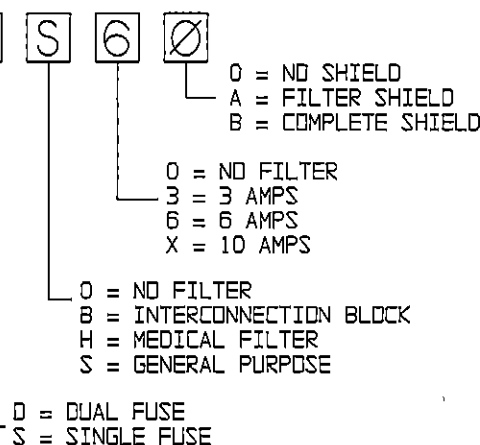 S 6 Ø
0 = NO SHIELD
A = FILTER SHIELD
B = COMPLETE SHIELD
0 = NO FILTER
3 = 3 AMPS
6 = 6 AMPS
X = 10 AMPS
0 = NO FILTER
B = INTERCONNECTION BLOCK
H = MEDICAL FILTER
S = GENERAL PURPOSE
D = DUAL FUSE
S = SINGLE FUSE